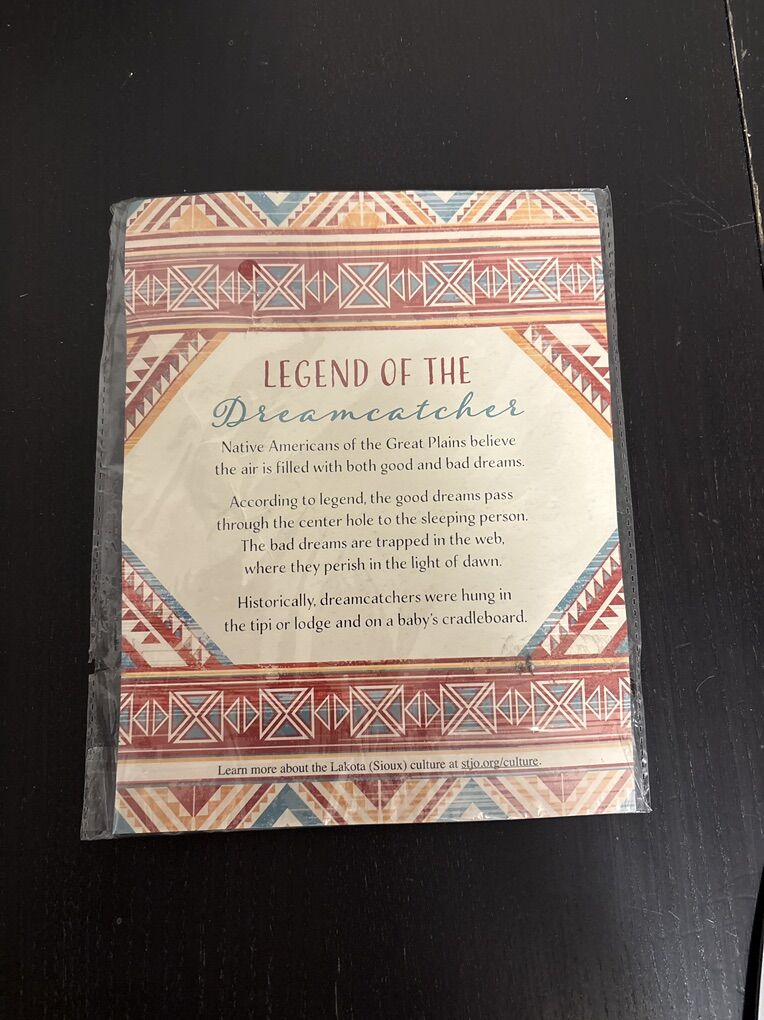 LEGEND OF THE
Dreamcatcher
Native Americans of the Great Plains believe
the air is filled with both good and bad dreams.
According to legend, the good dreams pass
through the center hole to the sleeping person.
The bad dreams are trapped in the web,
where they perish in the light of dawn.
Historically, dreamcatchers were hung in
the tipi or lodge and on a baby's cradleboard.
Learn more about the Lakota (Sioux) culture at stjo.org/culture.